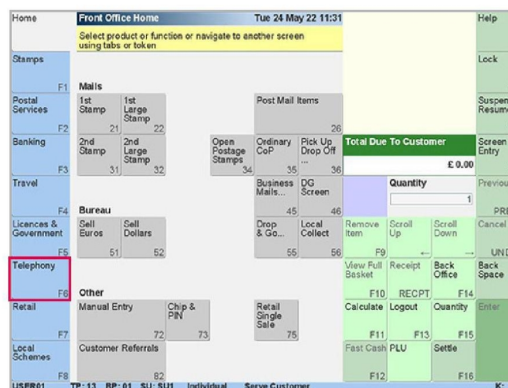 Home
Front Office Home
Tue 24 May 22 11:31
Help
Select product or function or navigate to another screen
using tabs or token
Stamps
F1
Lock
Mails
Postal
Services
F2
1st
Stamp
21
1st
Large
Stamp
22
Post Mail Items
26
Suspen
Resum
Banking
F3
2nd
Stamp
31
2nd
Large
Stamp
32
Open
Postage
Stamps
34
Ordinary
CoP
35
Pick Up
Drop Off
...
36
Total Due To Customer
£ 0.00
Screen
Entry
Travel
F4
Business
Mails...
45
DG
Screen
46
Quantity
1
Previou
PRE
Bureau
Licences &
Government
F5
Sell
Euros
51
Sell
Dollars
52
Drop
& Go...
55
Local
Collect
56
Remove
Item
F9
Scroll
Up
←
Scroll
Down
→
Cancel
UND
Telephony
F6
View Full
Basket
F10
Receipt
RECPT
Back
Office
F14
Back
Space
Other
Retail
F7
Manual Entry
72
Chip &
PIN
73
Retail
Single
Sale
75
Calculate
F11
Logout
F13
Quantity
F15
Enter
Local
Schemes
F8
Customer Referrals
82
Fast Cash
F12
PLU
Settle
F16
USER01 TP: 13 BP: 01 SU: SU1 Individual Serve Customer K: